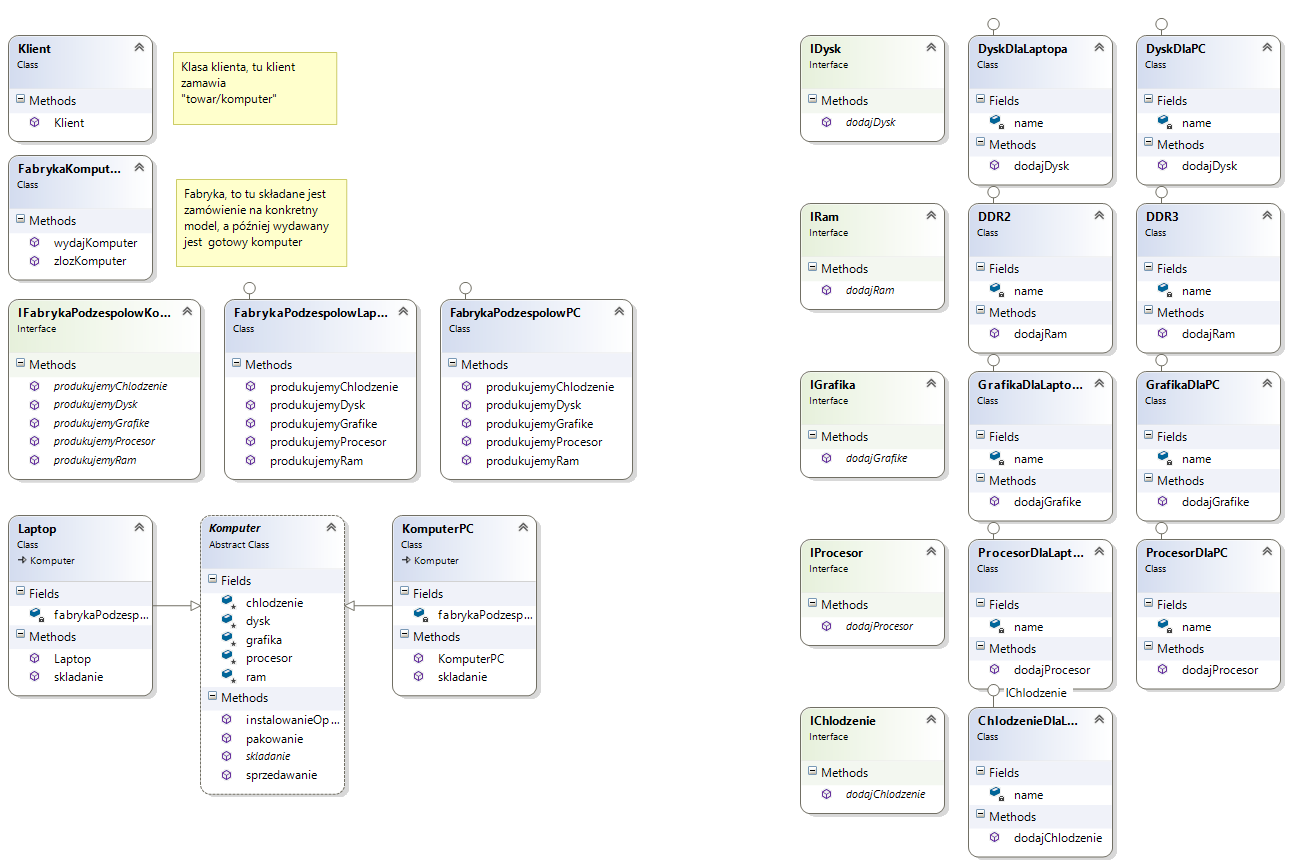 Klient
Class
Methods
Klient
Klasa klienta, tu klient
zamawia
"towar/komputer"
FabrykaKomput...
Class
Methods
wydajKomputer
zlozKomputer
Fabryka, to tu składane jest
zamówienie na konkretny
model, a później wydawany
jest gotowy komputer
IFabrykaPodzespolowKo...
Interface
Methods
produkujemyChlodzenie
produkujemyDysk
produkujemyGrafike
produkujemyProcesor
produkujemyRam
FabrykaPodzespolowLap...
Class
Methods
produkujemyChlodzenie
produkujemyDysk
produkujemyGrafike
produkujemyProcesor
produkujemyRam
FabrykaPodzespolowPC
Class
Methods
produkujemyChlodzenie
produkujemyDysk
produkujemyGrafike
produkujemyProcesor
produkujemyRam
Laptop
Class
Komputer
Fields
fabrykaPodzesp...
Methods
Laptop
skladanie
Komputer
Abstract Class
Fields
chlodzenie
dysk
grafika
procesor
ram
Methods
instalowanieOp...
pakowanie
skladanie
sprzedawanie
KomputerPC
Class
Komputer
Fields
fabrykaPodzesp...
Methods
KomputerPC
skladanie
IDysk
Interface
Methods
dodajDysk
DyskDlaLaptopa
Class
Fields
name
Methods
dodajDysk
DyskDlaPC
Class
Fields
name
Methods
dodajDysk
IRam
Interface
Methods
dodajRam
DDR2
Class
Fields
name
Methods
dodajRam
DDR3
Class
Fields
name
Methods
dodajRam
IGrafika
Interface
Methods
dodajGrafike
GrafikaDlaLapto...
Class
Fields
name
Methods
dodajGrafike
GrafikaDlaPC
Class
Fields
name
Methods
dodajGrafike
IProcesor
Interface
Methods
dodajProcesor
ProcesorDlaLapt...
Class
Fields
name
Methods
dodajProcesor
ProcesorDlaPC
Class
Fields
name
Methods
dodajProcesor
IChlodzenie
Interface
Methods
dodajChlodzenie
IChlodzenie
ChlodzenieDlaL...
Class
Fields
name
Methods
dodajChlodzenie